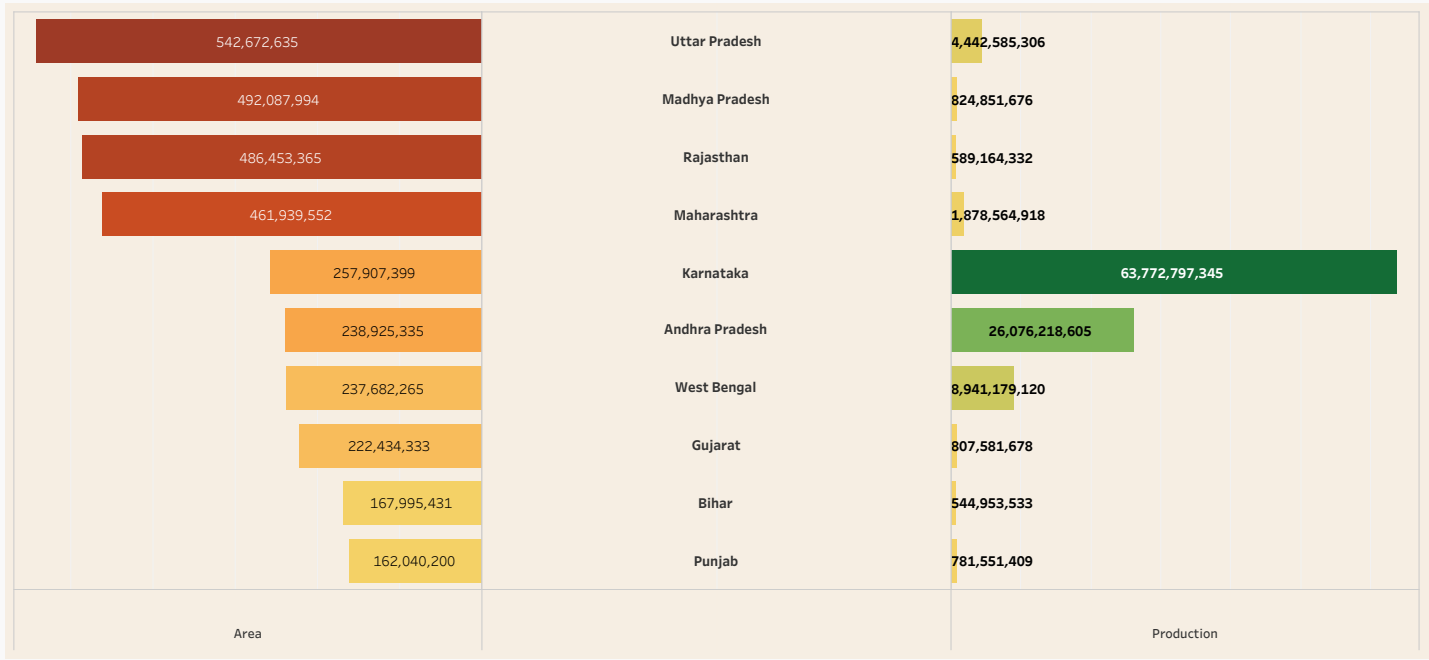 542,672,635 Uttar Pradesh 4,442,585,306
492,087,994 Madhya Pradesh 824,851,676
486,453,365 Rajasthan 589,164,332
461,939,552 Maharashtra 1,878,564,918
257,907,399 Karnataka 63,772,797,345
238,925,335 Andhra Pradesh 26,076,218,605
237,682,265 West Bengal 8,941,179,120
222,434,333 Gujarat 807,581,678
167,995,431 Bihar 544,953,533
162,040,200 Punjab 781,551,409
Area Production